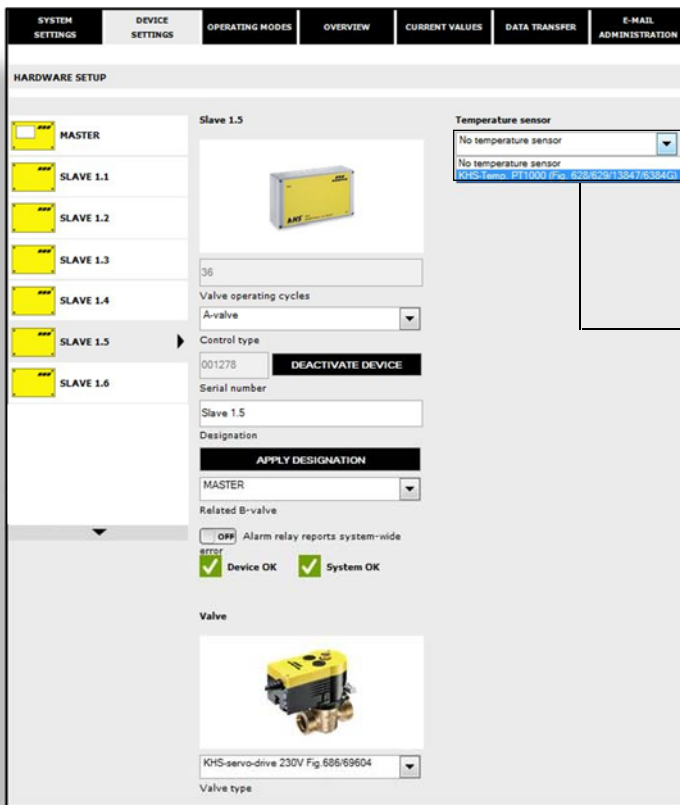 SYSTEM
SETTINGS
DEVICE
SETTINGS
OPERATING MODES
OVERVIEW
CURRENT VALUES
DATA TRANSFER
E-MAIL
ADMINISTRATION
HARDWARE SETUP
MASTER
SLAVE 1.1
SLAVE 1.2
SLAVE 1.3
SLAVE 1.4
SLAVE 1.5
SLAVE 1.6
Slave 1.5
KHS
36
Valve operating cycles
A-valve
Control type
001278
DEACTIVATE DEVICE
Serial number
Slave 1.5
Designation
APPLY DESIGNATION
MASTER
Related B-valve
OFF Alarm relay reports system-wide
error
Device OK
System OK
Valve
KHS-servo-drive 230V Fig.686/69604
Valve type
Temperature sensor
No temperature sensor
No temperature sensor
KHS-Temp. PT1000 (Fig. 628/629/13847/6384G)